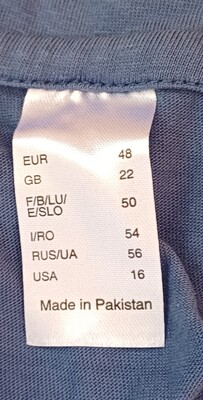 EUR 48
GB 22
F/B/LU/
E/SLO 50
I/RO 54
RUS/UA 56
USA 16
Made in Pakistan